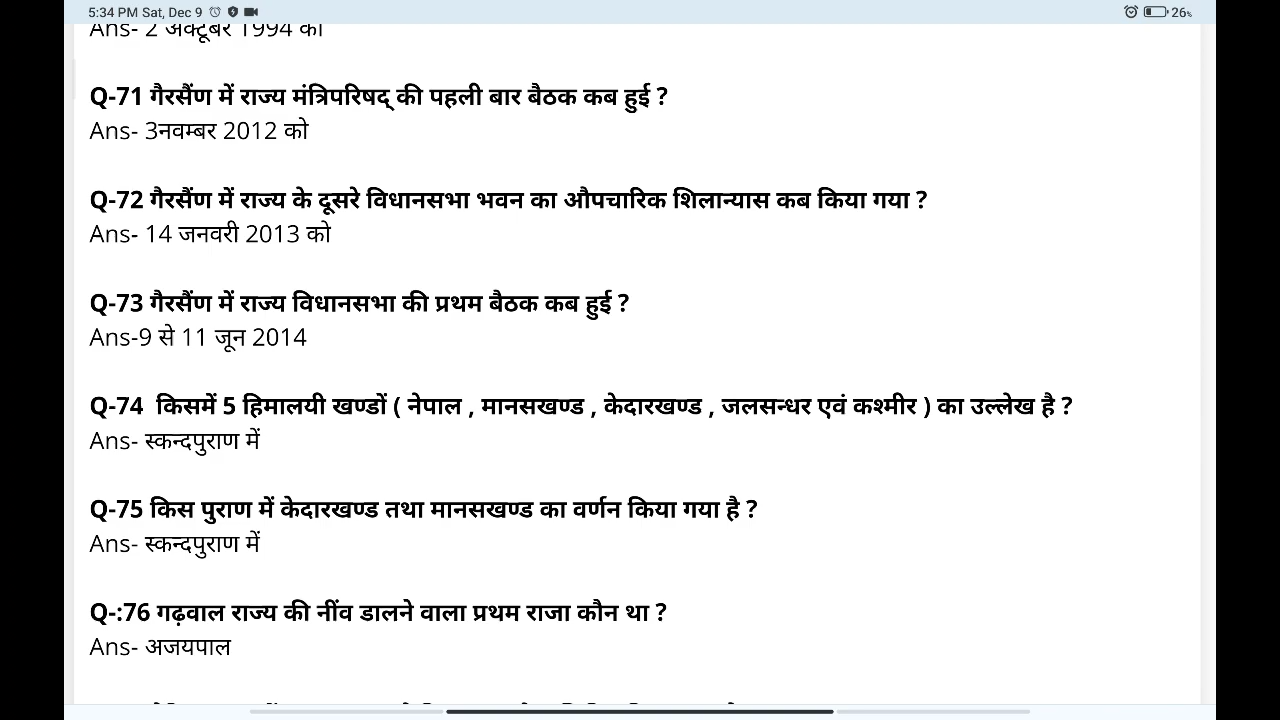 5:34 PM Sat, Dec 9
26%
Ans- 2 अक्टूबर 1994 को
Q-71 गैरसैंण में राज्य मंत्रिपरिषद् की पहली बार बैठक कब हुई ?
Ans- 3नवम्बर 2012 को
Q-72 गैरसैंण में राज्य के दूसरे विधानसभा भवन का औपचारिक शिलान्यास कब किया गया ?
Ans- 14 जनवरी 2013 को
Q-73 गैरसैंण में राज्य विधानसभा की प्रथम बैठक कब हुई ?
Ans-9 से 11 जून 2014
Q-74 किसमें 5 हिमालयी खण्डों ( नेपाल , मानसखण्ड , केदारखण्ड , जलसन्धर एवं कश्मीर ) का उल्लेख है ?
Ans- स्कन्दपुराण में
Q-75 किस पुराण में केदारखण्ड तथा मानसखण्ड का वर्णन किया गया है ?
Ans- स्कन्दपुराण में
Q-:76 गढ़वाल राज्य की नींव डालने वाला प्रथम राजा कौन था ?
Ans- अजयपाल